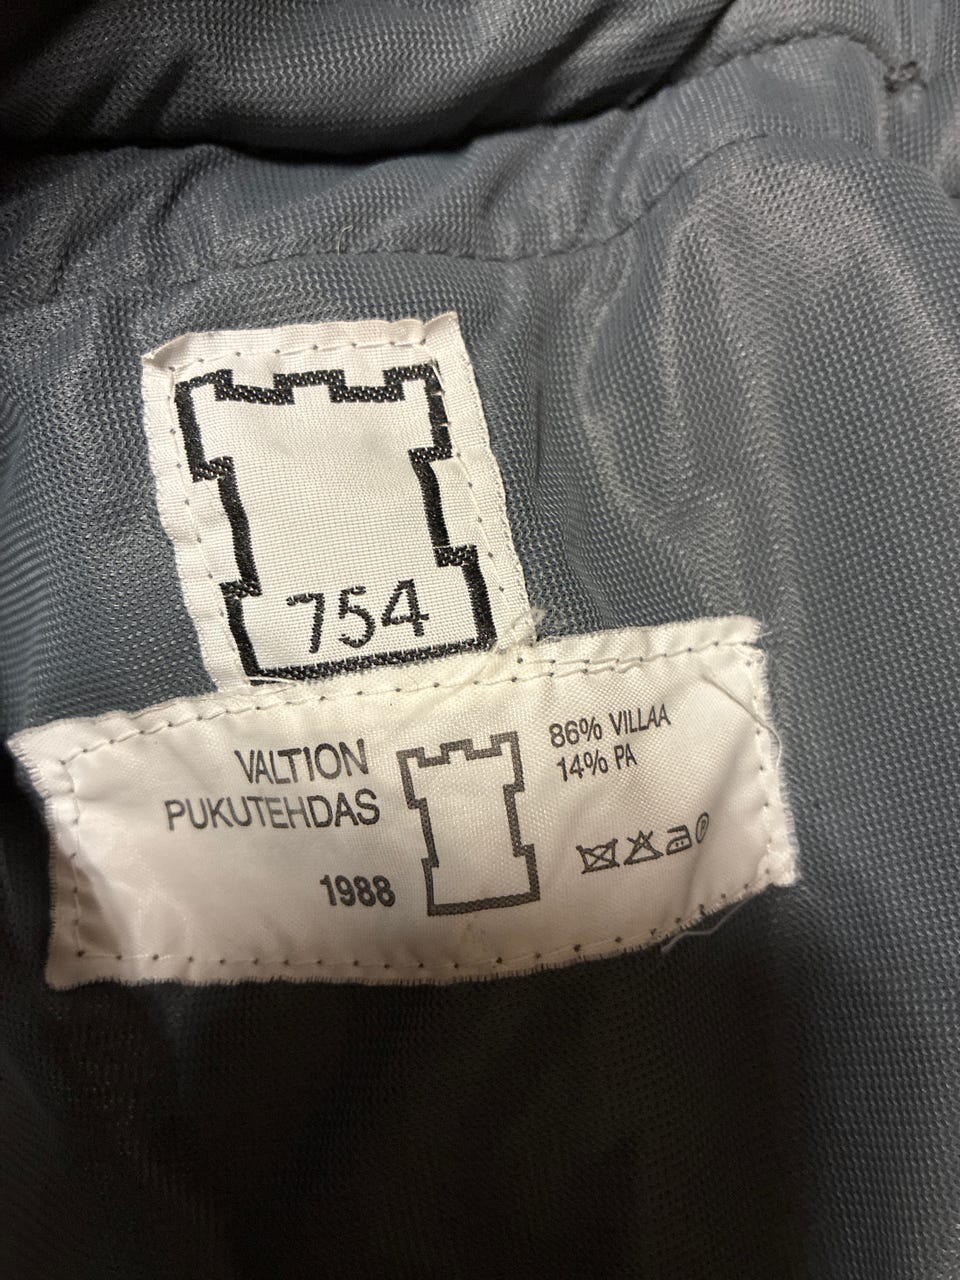 754
VALTION
PUKUTEHDAS
1988
86% VILLAA
14% PA
P